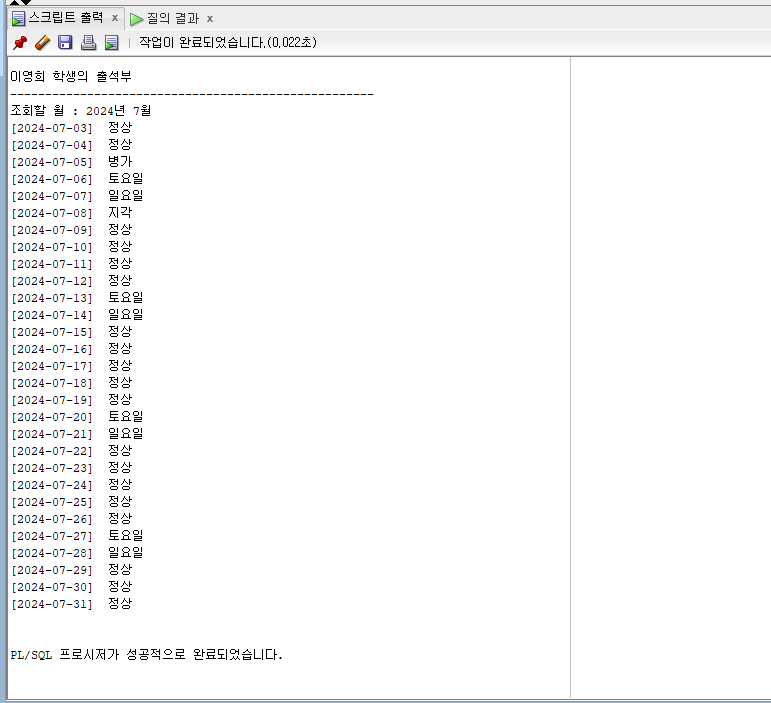 스크립트 출력 x 질의 결과 x
작업이 완료되었습니다.(0,022초)
이영희 학생의 출석부
----------------------------------------------------
조회할 월 : 2024년 7월
[2024-07-03] 정상
[2024-07-04] 정상
[2024-07-05] 병가
[2024-07-06] 토요일
[2024-07-07] 일요일
[2024-07-08] 지각
[2024-07-09] 정상
[2024-07-10] 정상
[2024-07-11] 정상
[2024-07-12] 정상
[2024-07-13] 토요일
[2024-07-14] 일요일
[2024-07-15] 정상
[2024-07-16] 정상
[2024-07-17] 정상
[2024-07-18] 정상
[2024-07-19] 정상
[2024-07-20] 토요일
[2024-07-21] 일요일
[2024-07-22] 정상
[2024-07-23] 정상
[2024-07-24] 정상
[2024-07-25] 정상
[2024-07-26] 정상
[2024-07-27] 토요일
[2024-07-28] 일요일
[2024-07-29] 정상
[2024-07-30] 정상
[2024-07-31] 정상
PL/SQL 프로시저가 성공적으로 완료되었습니다.